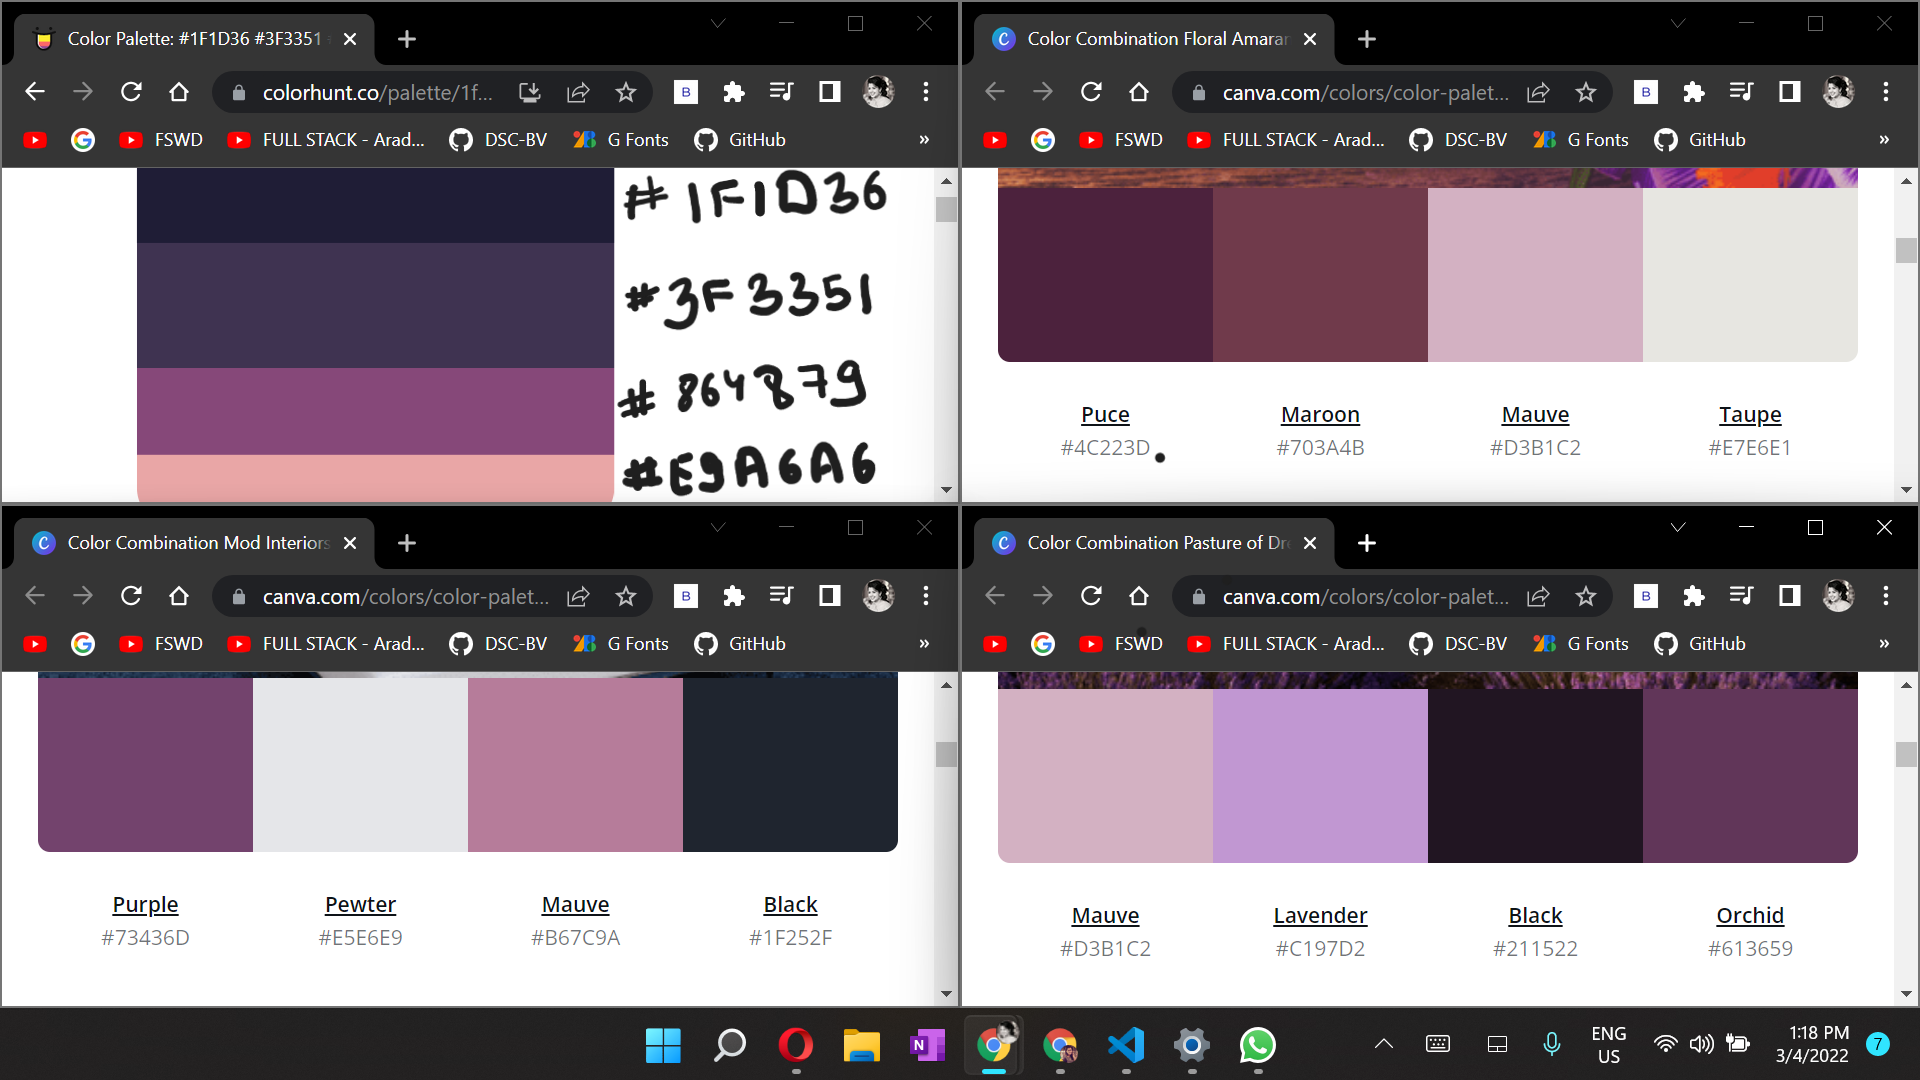 Color Palette: #1F1D36 #3F3351
colorhunt.co/palette/1f...
B
FSWD
FULL STACK - Arad...
DSC-BV
G Fonts
GitHub
»
#1F1D36
#3F3351
#864879
#E9A6A6
Color Combination Floral Amaran
canva.com/colors/color-palet...
B
FSWD
FULL STACK - Arad...
DSC-BV
G Fonts
GitHub
»
Puce
Maroon
Mauve
Taupe
#4C223D
#703A4B
#D3B1C2
#E7E6E1
Color Combination Mod Interiors
canva.com/colors/color-palet...
B
FSWD
FULL STACK - Arad...
DSC-BV
G Fonts
GitHub
»
Purple
Pewter
Mauve
Black
#73436D
#E5E6E9
#B67C9A
#1F252F
Color Combination Pasture of Dre
canva.com/colors/color-palet...
B
FSWD
FULL STACK - Arad...
DSC-BV
G Fonts
GitHub
»
Mauve
Lavender
Black
Orchid
#D3B1C2
#C197D2
#211522
#613659
N
ENG
US
1:18 PM
3/4/2022
7